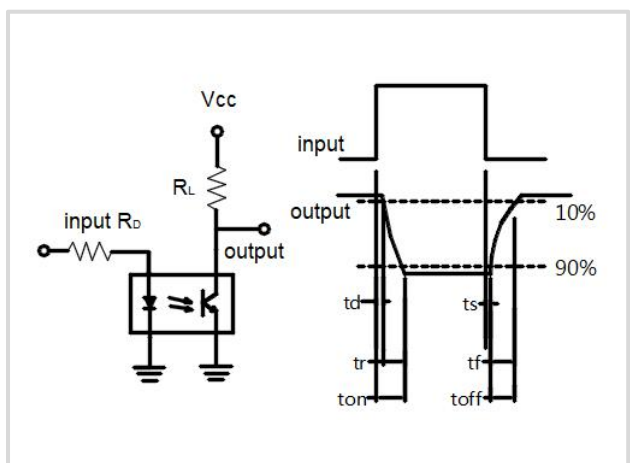 Vcc
RL
input RD
output
input
output
10%
90%
td
ts
tr
tf
ton
toff